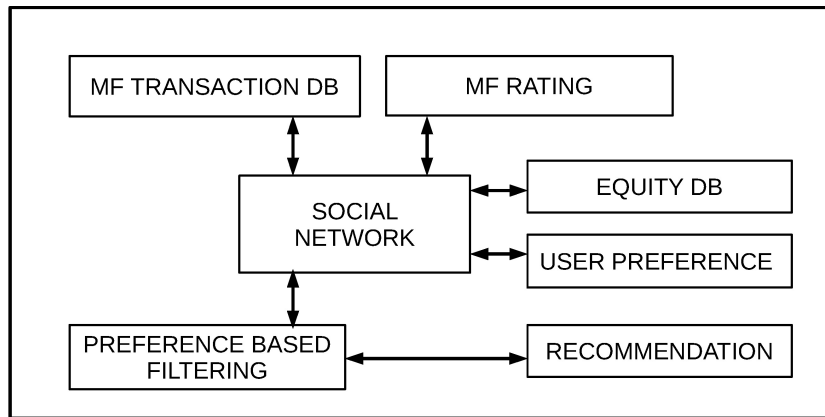 MF TRANSACTION DB
MF RATING
SOCIAL
NETWORK
EQUITY DB
USER PREFERENCE
PREFERENCE BASED
FILTERING
RECOMMENDATION